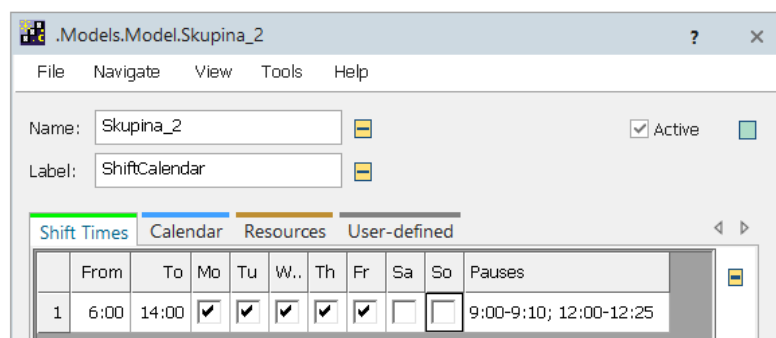 .Models.Model.Skupina_2 ? ×
File Navigate View Tools Help
Name: Skupina_2 Active
Label: ShiftCalendar
Shift Times Calendar Resources User-defined
From To Mo Tu W.. Th Fr Sa So Pauses
1 6:00 14:00 9:00-9:10; 12:00-12:25